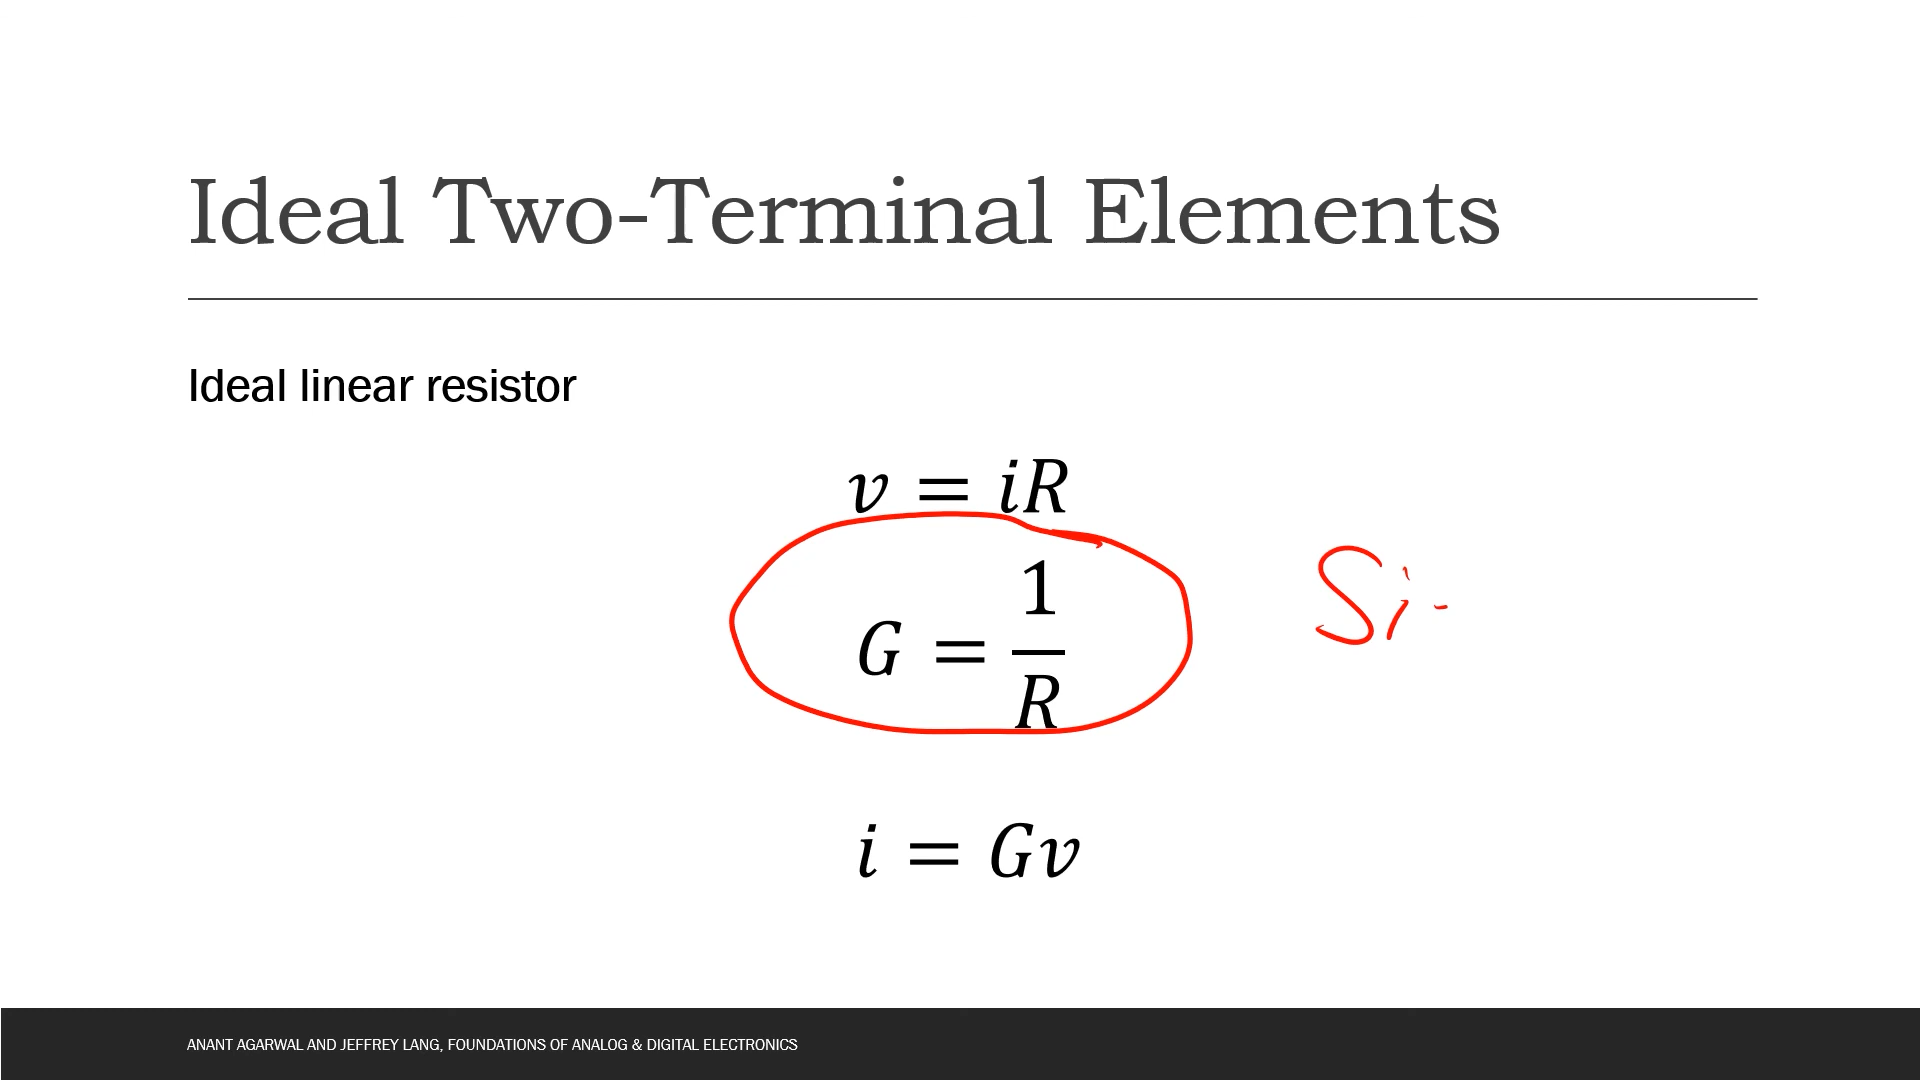 Ideal Two-Terminal Elements
Ideal linear resistor
v = iR
G = 1/R
Si-
i = Gv
ANANT AGARWAL AND JEFFREY LANG, FOUNDATIONS OF ANALOG & DIGITAL ELECTRONICS